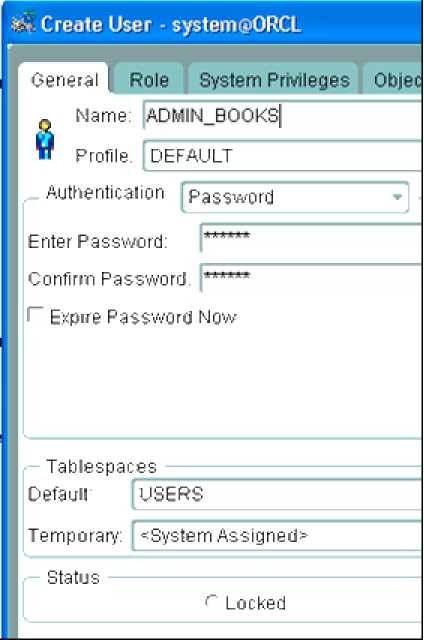 Create User - system@ORCL
General Role System Privileges Objec
Name: ADMIN_BOOKS
Profile. DEFAULT
Authentication Password
Enter Password: ******
Confirm Password. ******
Expire Password Now
Tablespaces
Default: USERS
Temporary: <System Assigned>
Status
Locked